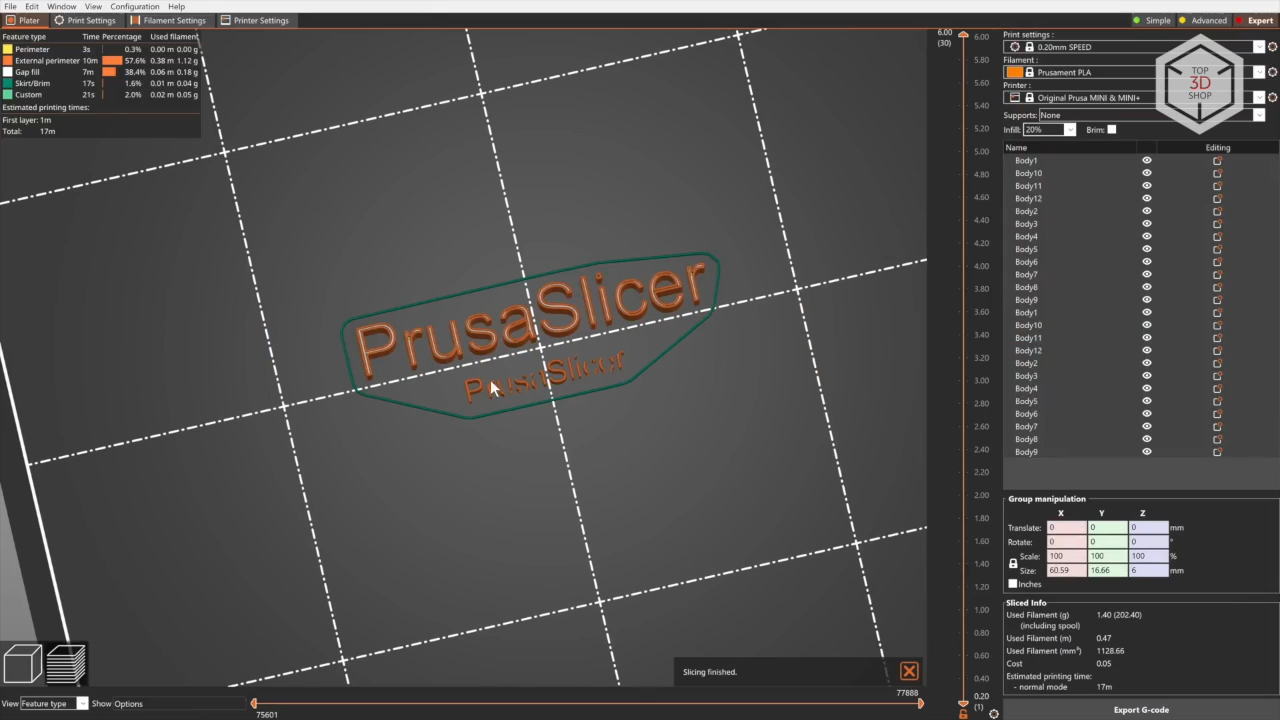 File Edit Window View Configuration Help
Plater Print Settings Filament Settings Printer Settings Simple Advanced Expert
Feature type Time Percentage Used filament
Perimeter 3s 0.3% 0.00 m 0.00 g
External perimeter 10m 57.6% 0.38 m 1.12 g
Gap fill 7m 38.4% 0.06 m 0.18 g
Skirt/Brim 17s 1.6% 0.01 m 0.04 g
Custom 21s 2.0% 0.02 m 0.05 g
Estimated printing times:
First layer: 1m
Total: 17m
PrusaSlicer
PrusaSlicer
6.00
(30)
6.00
5.80
5.60
5.40
5.20
5.00
4.80
4.60
4.40
4.20
4.00
3.80
3.60
3.40
3.20
3.00
2.80
2.60
2.40
2.20
2.00
1.80
1.60
1.40
1.20
1.00
0.80
0.60
0.40
0.20
(1)
Print settings :
0.20mm SPEED
Filament :
Prusament PLA
Printer :
Original Prusa MINI & MINI+
Supports: None
Infill: 20% Brim:
TOP
3D
SHOP
Name Editing
Body1
Body10
Body11
Body12
Body2
Body3
Body4
Body5
Body6
Body7
Body8
Body9
Body1
Body10
Body11
Body12
Body2
Body3
Body4
Body5
Body6
Body7
Body8
Body9
Group manipulation
X Y Z
Translate: 0 0 0 mm
Rotate: 0 0 0 °
Scale: 100 100 100 %
Size: 60.59 16.66 6 mm
Inches
Sliced Info
Used Filament (g) 1.40 (202.40)
(including spool)
Used Filament (m) 0.47
Used Filament (mm³) 1128.66
Cost 0.05
Estimated printing time:
- normal mode 17m
Export G-code
Slicing finished.
View Feature type Show Options
77888
75601